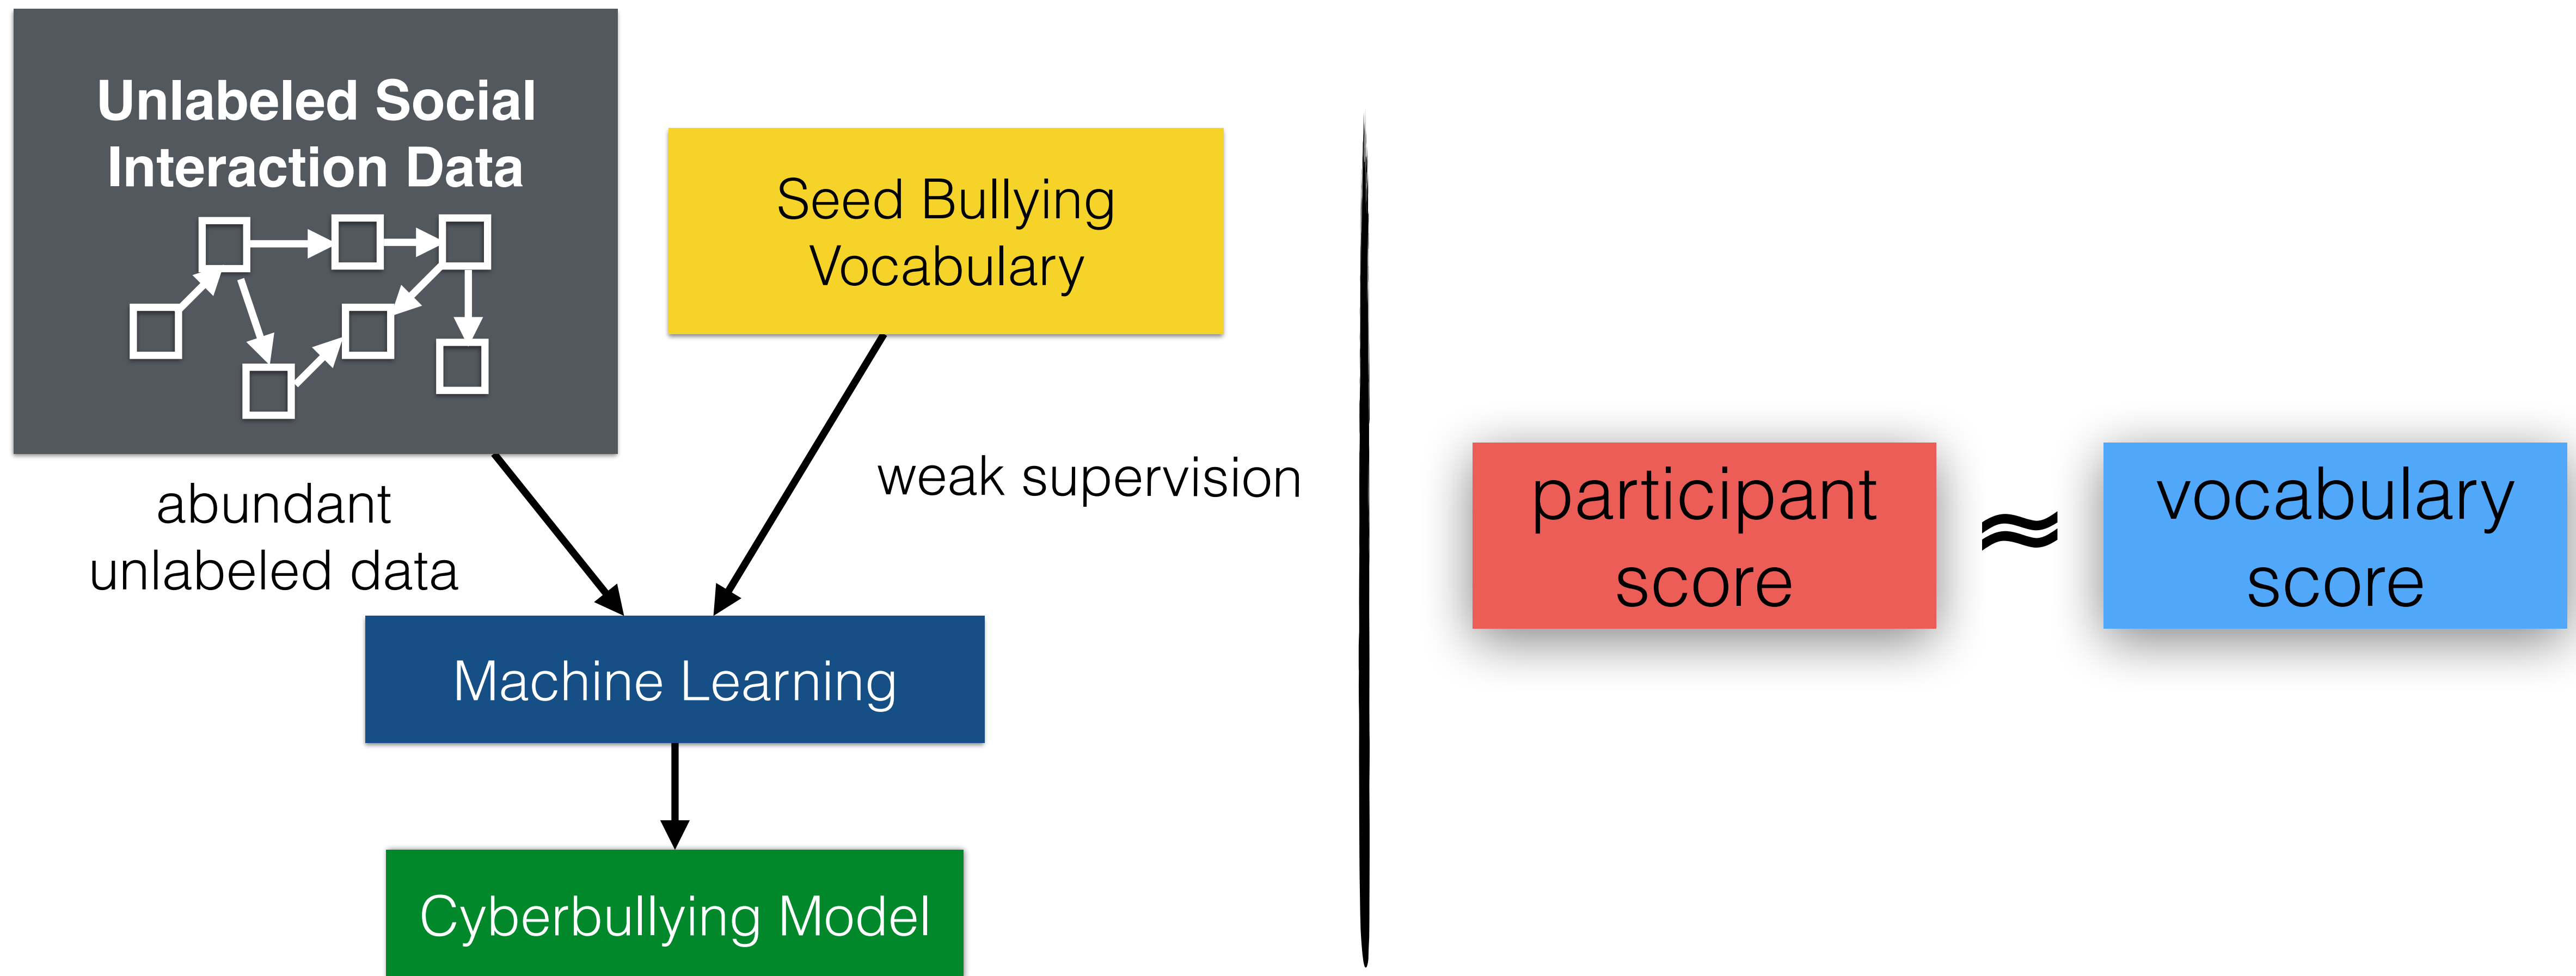 Unlabeled Social
Interaction Data
Seed Bullying
Vocabulary
abundant
unlabeled data
weak supervision
Machine Learning
Cyberbullying Model
participant
score
≈
vocabulary
score